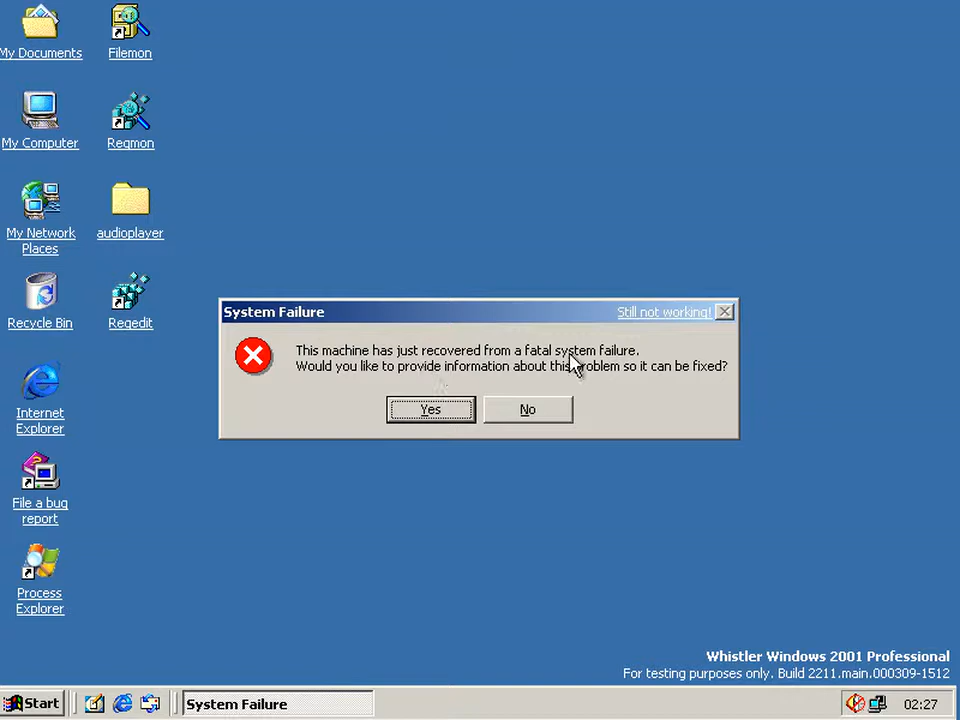 My Documents
Filemon
My Computer
Regmon
My Network
Places
audioplayer
Recycle Bin
Regedit
Internet
Explorer
File a bug
report
Process
Explorer
System Failure
Still not working!
This machine has just recovered from a fatal system failure.
Would you like to provide information about this problem so it can be fixed?
Yes
No
Whistler Windows 2001 Professional
For testing purposes only. Build 2211.main.000309-1512
Start
System Failure
02:27